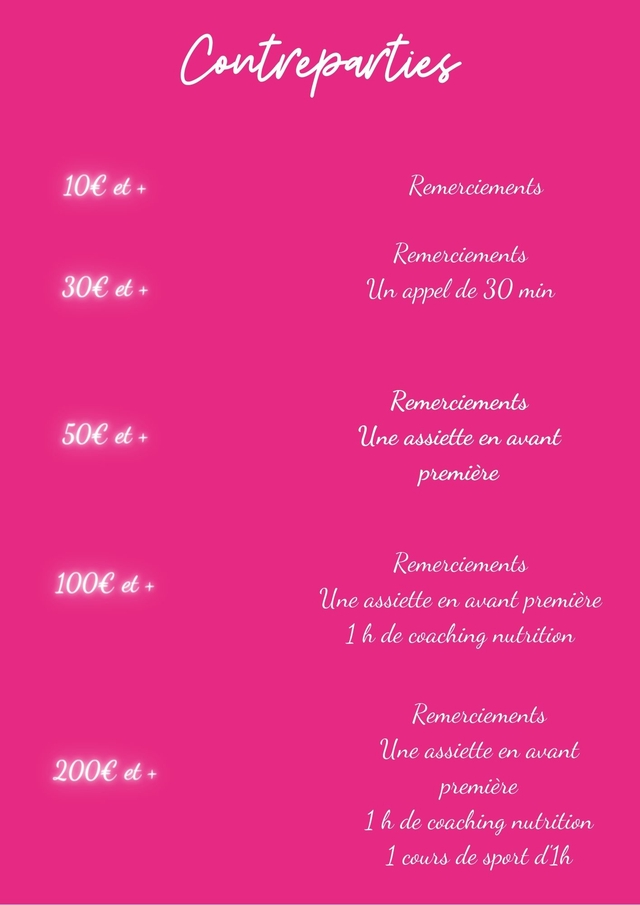 Contreparties
10€ et +
Remerciements
30€ et +
Remerciements
Un appel de 30 min
50€ et +
Remerciements
Une assiette en avant
première
100€ et +
Remerciements
Une assiette en avant première
1 h de coaching nutrition
200€ et +
Remerciements
Une assiette en avant
première
1 h de coaching nutrition
1 cours de sport d'1h